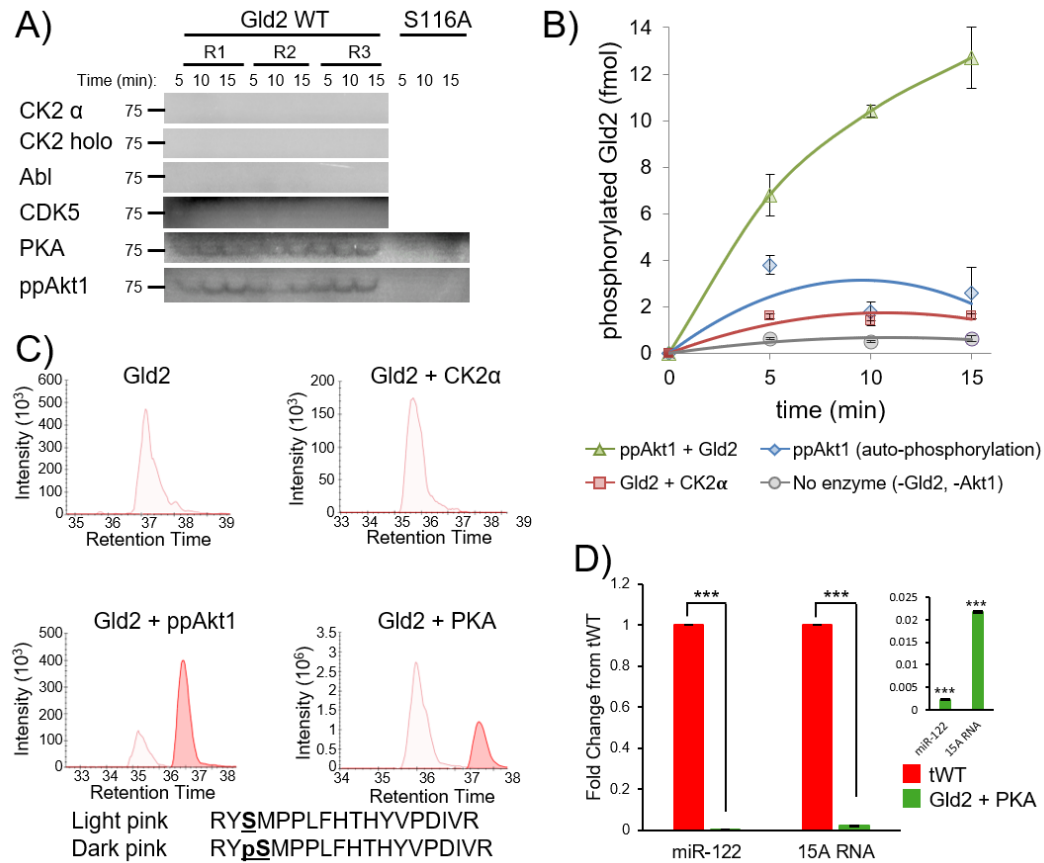 A)
Gld2 WT S116A
R1 R2 R3
Time (min): 5 10 15 5 10 15 5 10 15 5 10 15
CK2 α 75
CK2 holo 75
Abl 75
CDK5 75
PKA 75
ppAkt1 75
B)
phosphorylated Gld2 (fmol)
14
12
10
8
6
4
2
0
0 5 10 15
time (min)
ppAkt1 + Gld2
ppAkt1 (auto-phosphorylation)
Gld2 + CK2α
No enzyme (-Gld2, -Akt1)
C)
Gld2
Intensity (10³)
600
500
400
300
200
100
0
35 36 37 38 39
Retention Time
Gld2 + CK2α
Intensity (10³)
200
150
100
50
0
33 34 35 36 37 38 39
Retention Time
Gld2 + ppAkt1
Intensity (10³)
500
400
300
200
100
0
33 34 35 36 37 38
Retention Time
Gld2 + PKA
Intensity (10⁶)
3.5
3
2.5
2
1.5
1
0.5
0
34 35 36 37 38
Retention Time
Light pink RYSMPPLFHTHYVPDIVR
Dark pink RYpSMPPLFHTHYVPDIVR
D)
Fold Change from tWT
1.2
1
0.8
0.6
0.4
0.2
0
***
***
miR-122 15A RNA
0.025
0.02
0.015
0.01
0.005
0
***
***
miR-122
15A RNA
tWT
Gld2 + PKA